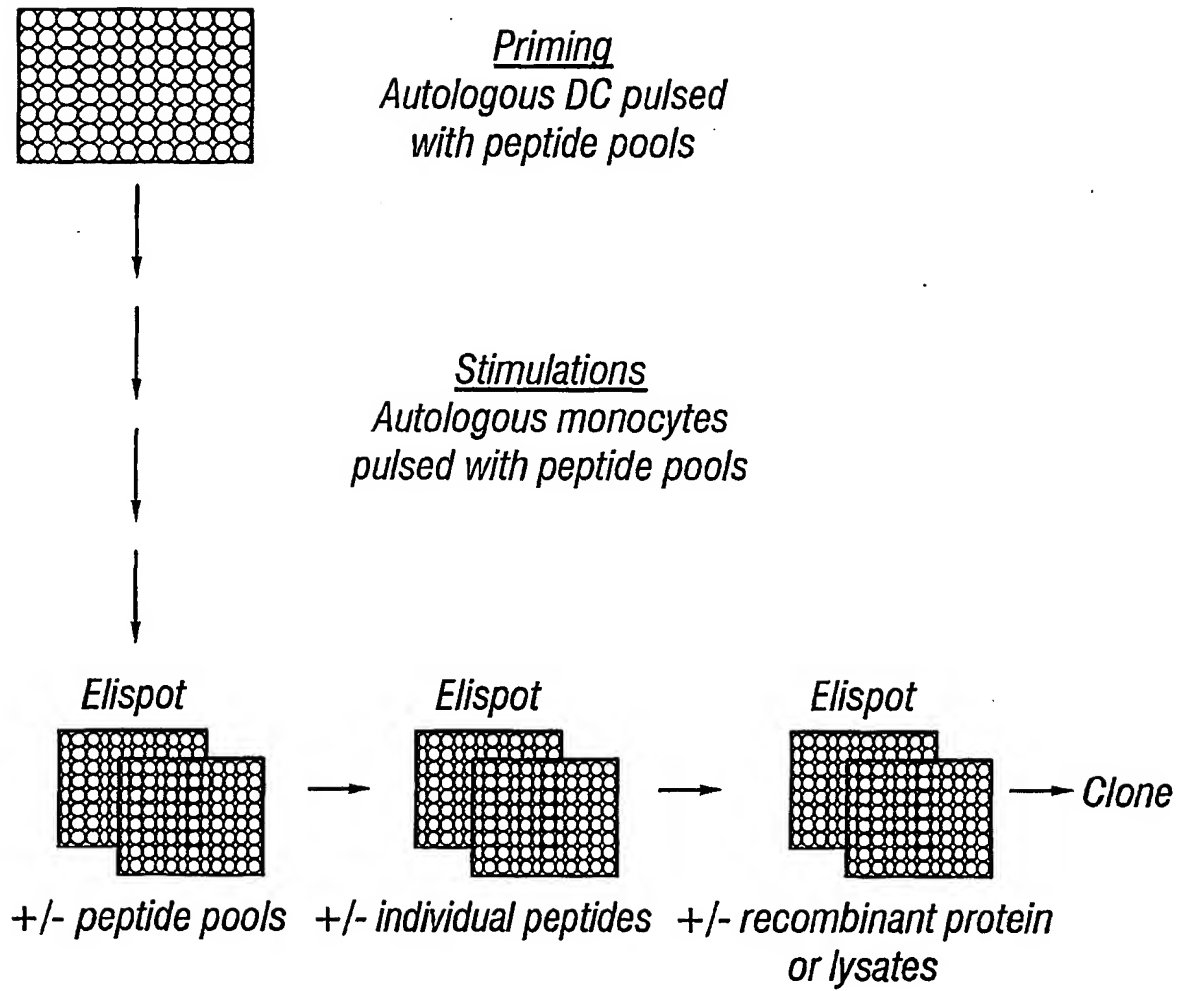 Priming
Autologous DC pulsed
with peptide pools
Stimulations
Autologous monocytes
pulsed with peptide pools
Elispot
Elispot
Elispot
Clone
+/- peptide pools
+/- individual peptides
+/- recombinant protein
or lysates